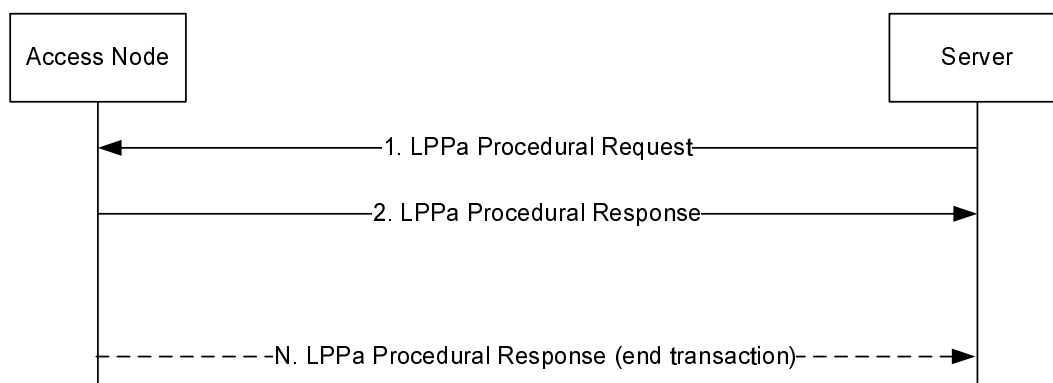 Access Node
Server
1. LPPa Procedural Request
2. LPPa Procedural Response
N. LPPa Procedural Response (end transaction)